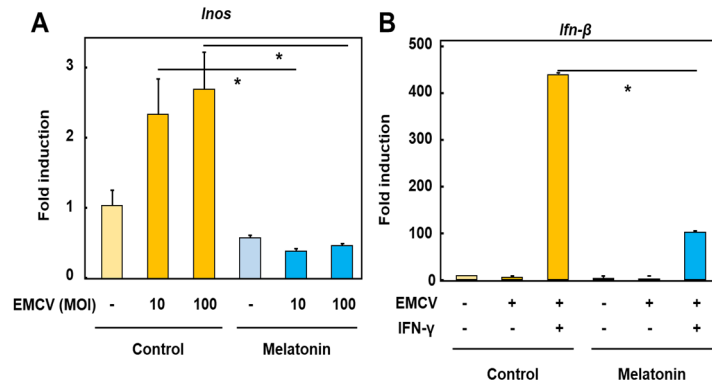 A
Inos
Fold induction
3
2
1
0
*
*
EMCV (MOI) - 10 100 - 10 100
Control Melatonin
B
Ifn-β
Fold induction
500
400
300
200
100
0
*
EMCV - + + - + +
IFN-γ + +
Control Melatonin